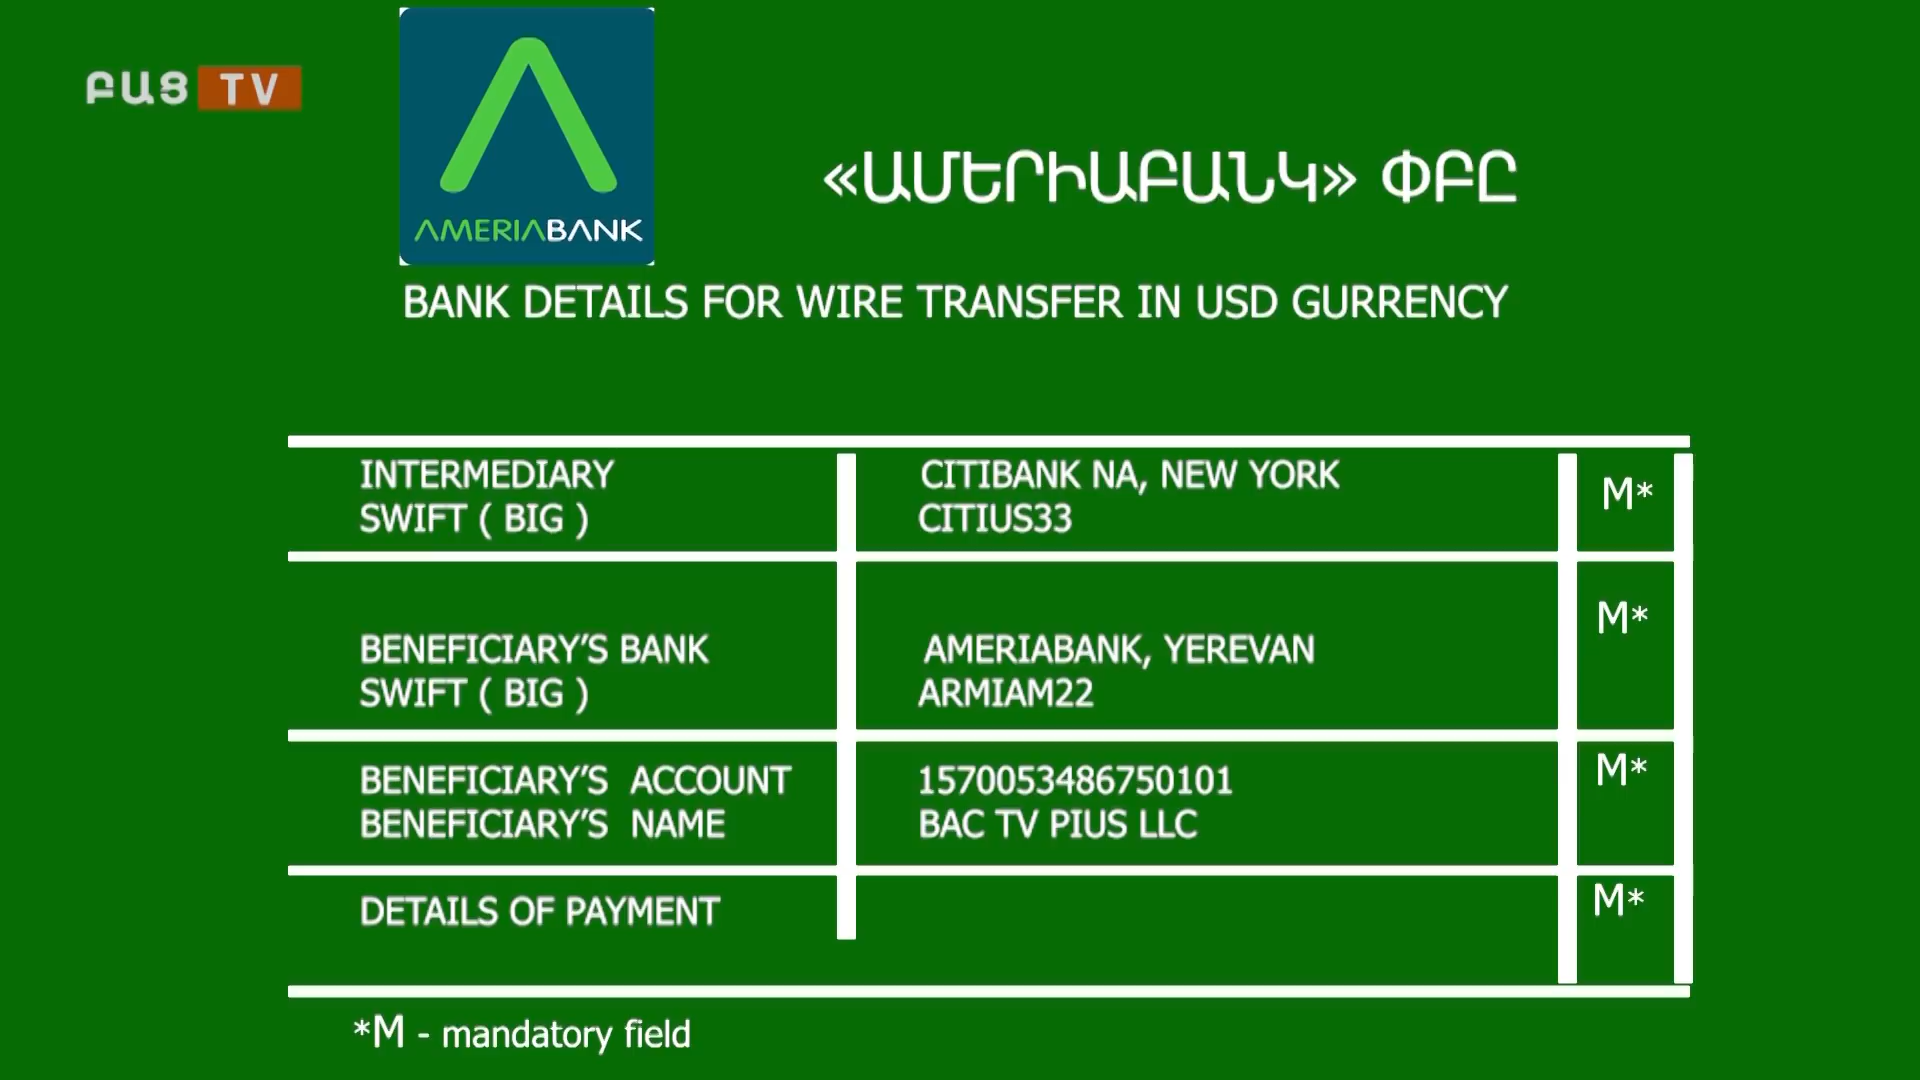 ԲԱՑ TV
AMERIABANK
«ԱՄԵՐԻԱԲԱՆԿ» ՓԲԸ
BANK DETAILS FOR WIRE TRANSFER IN USD GURRENCY
INTERMEDIARY CITIBANK NA, NEW YORK M*
SWIFT ( BIG ) CITIUS33
BENEFICIARY’S BANK AMERIABANK, YEREVAN M*
SWIFT ( BIG ) ARMIAM22
BENEFICIARY’S ACCOUNT 1570053486750101 M*
BENEFICIARY’S NAME BAC TV PIUS LLC
DETAILS OF PAYMENT M*
*M - mandatory field